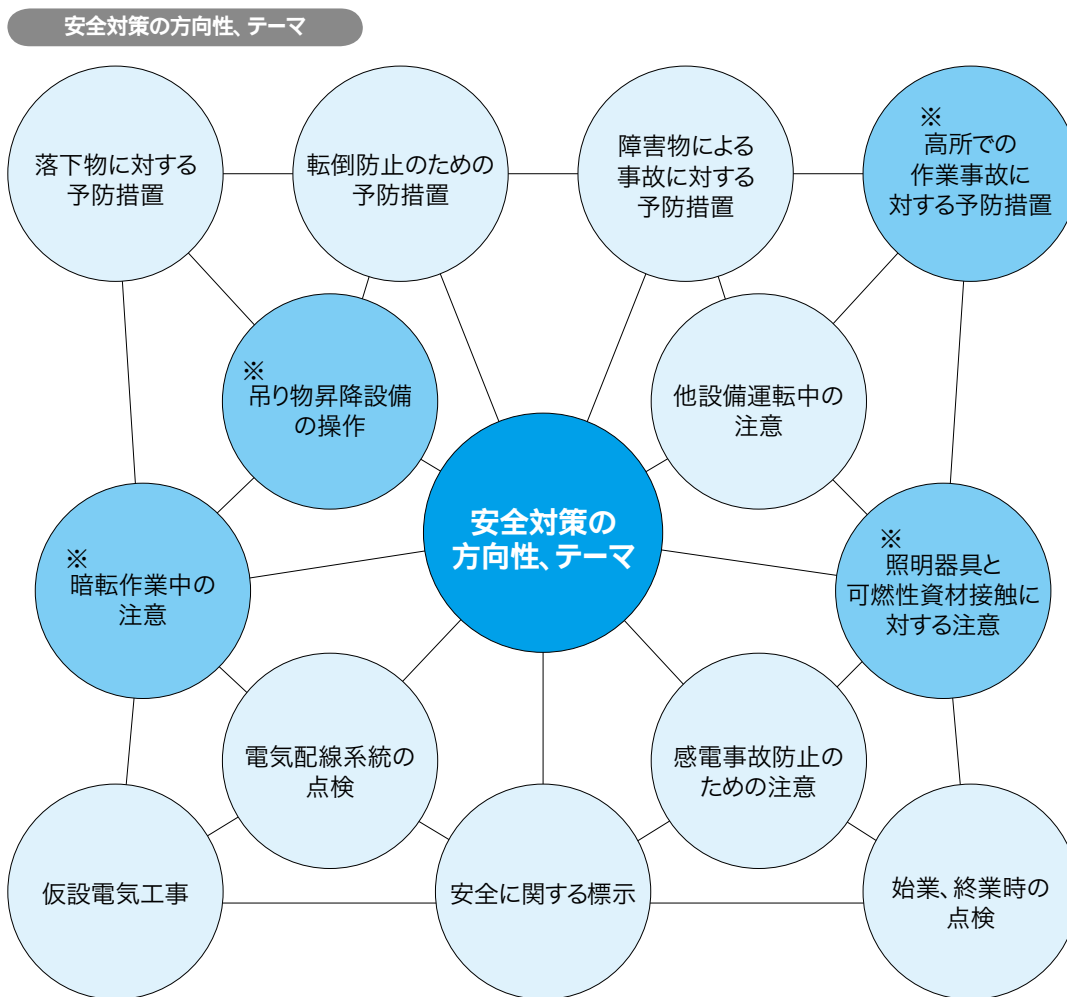 安全対策の方向性、テーマ
落下物に対する
予防措置
転倒防止のための
予防措置
障害物による
事故に対する
予防措置
※
高所での
作業事故に
対する予防措置
※
吊り物昇降設備
の操作
他設備運転中の
注意
安全対策の
方向性、テーマ
※
暗転作業中の
注意
※
照明器具と
可燃性資材接触に
対する注意
電気配線系統の
点検
感電事故防止の
ための注意
仮設電気工事
安全に関する標示
始業、終業時の
点検